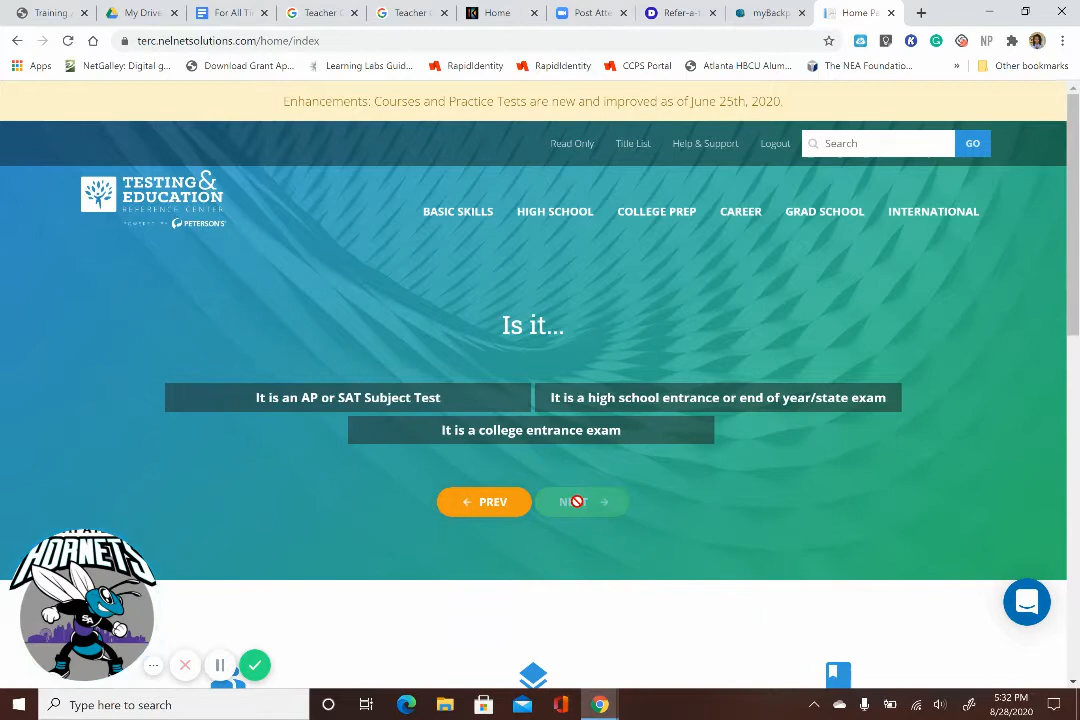 Training /
My Drive
For All Ti
Teacher C
Teacher C
Home
Post Atte
Refer-a-t
myBackp
Home Pa
terc.nelnetsolutions.com/home/index
NP
Apps
NetGalley: Digital g...
Download Grant Ap...
Learning Labs Guid...
RapidIdentity
RapidIdentity
CCPS Portal
Atlanta HBCU Alum...
The NEA Foundatio...
»
Other bookmarks
Enhancements: Courses and Practice Tests are new and improved as of June 25th, 2020.
Read Only
Title List
Help & Support
Logout
Search
GO
TESTING &
EDUCATION
REFERENCE CENTER
POWERED BY PETERSON'S
BASIC SKILLS
HIGH SCHOOL
COLLEGE PREP
CAREER
GRAD SCHOOL
INTERNATIONAL
Is it...
It is an AP or SAT Subject Test
It is a high school entrance or end of year/state exam
It is a college entrance exam
PREV
NEXT
HORNETS
SA
Type here to search
5:32 PM
8/28/2020